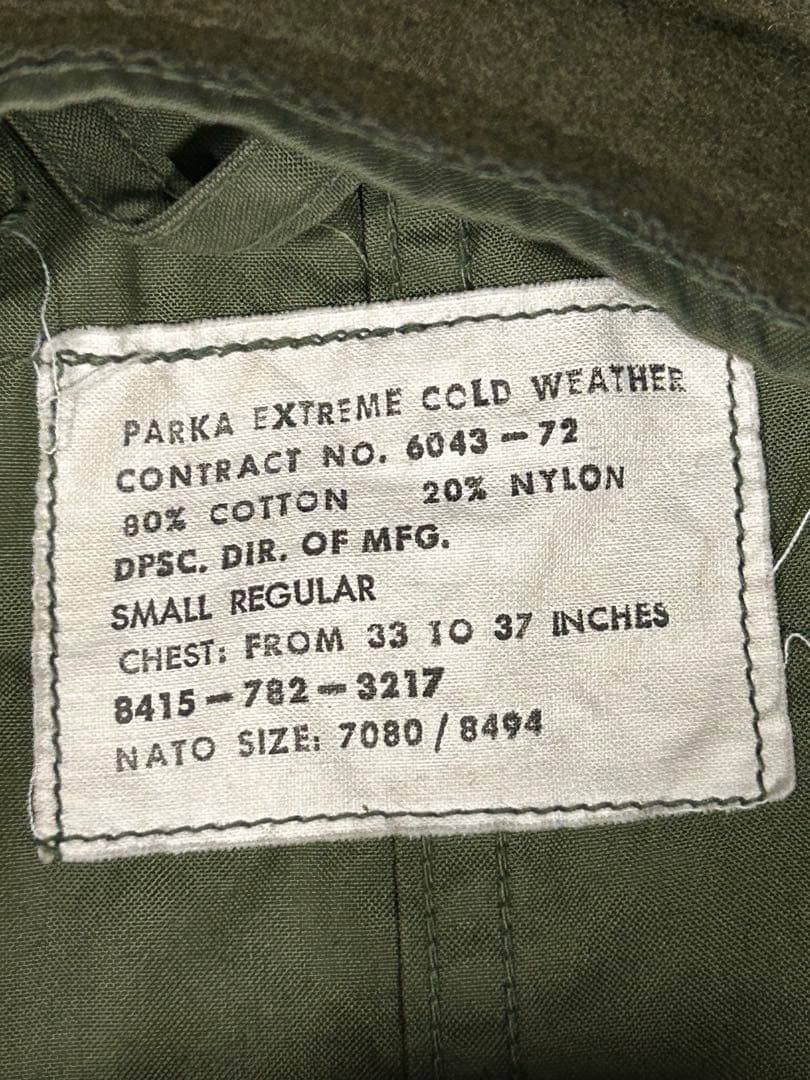 PARKA EXTREME COLD WEATHER
CONTRACT NO. 6043-72
80% COTTON 20% NYLON
DPSC. DIR. OF MFG.
SMALL REGULAR
CHEST: FROM 33 TO 37 INCHES
8415-782-3217
NATO SIZE: 7080/8494